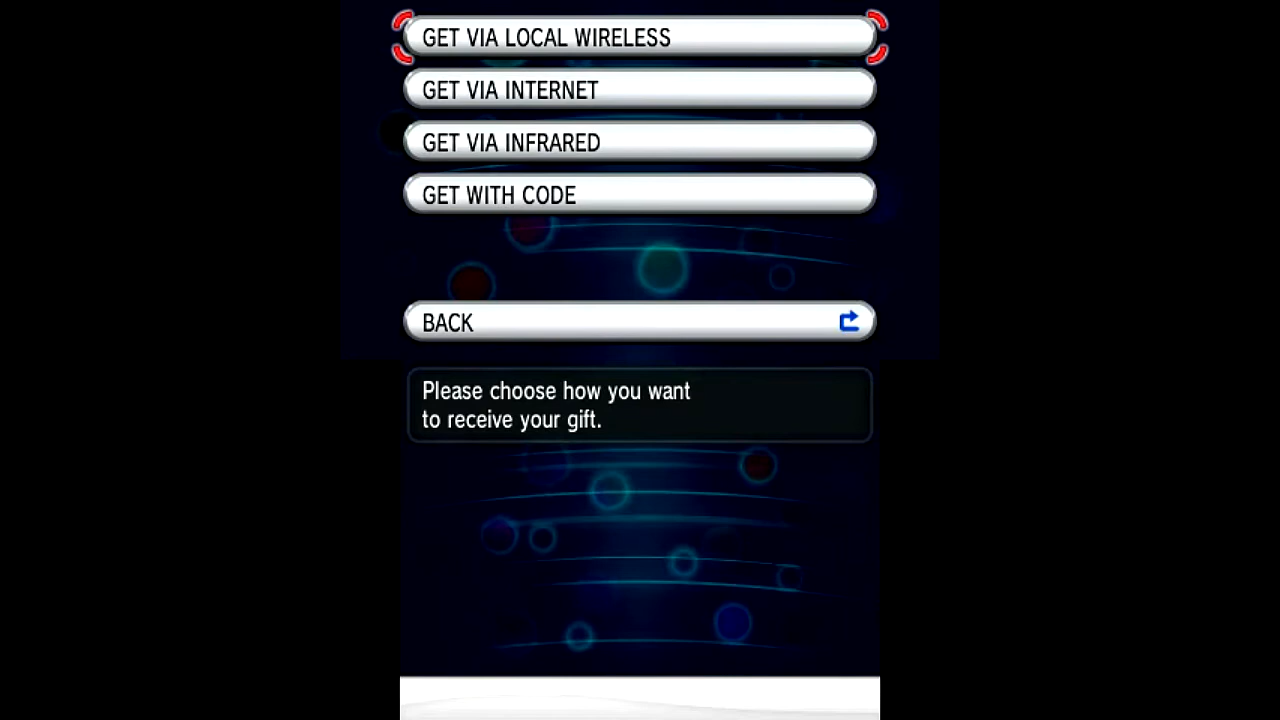 GET VIA LOCAL WIRELESS
GET VIA INTERNET
GET VIA INFRARED
GET WITH CODE
BACK
Please choose how you want
to receive your gift.